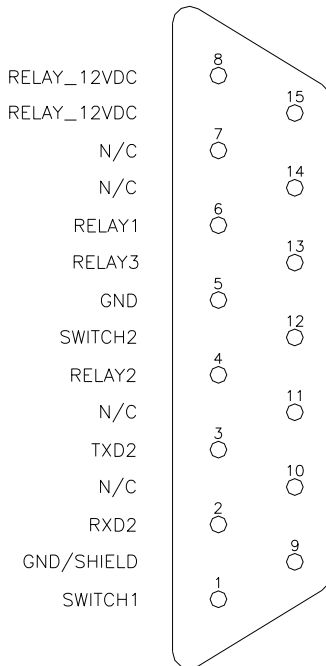 RELAY_12VDC 8
RELAY_12VDC 15
N/C 7
N/C 14
RELAY1 6
RELAY3 13
GND 5
SWITCH2 12
RELAY2 4
N/C 11
TXD2 3
N/C 10
RXD2 2
GND/SHIELD 9
SWITCH1 1